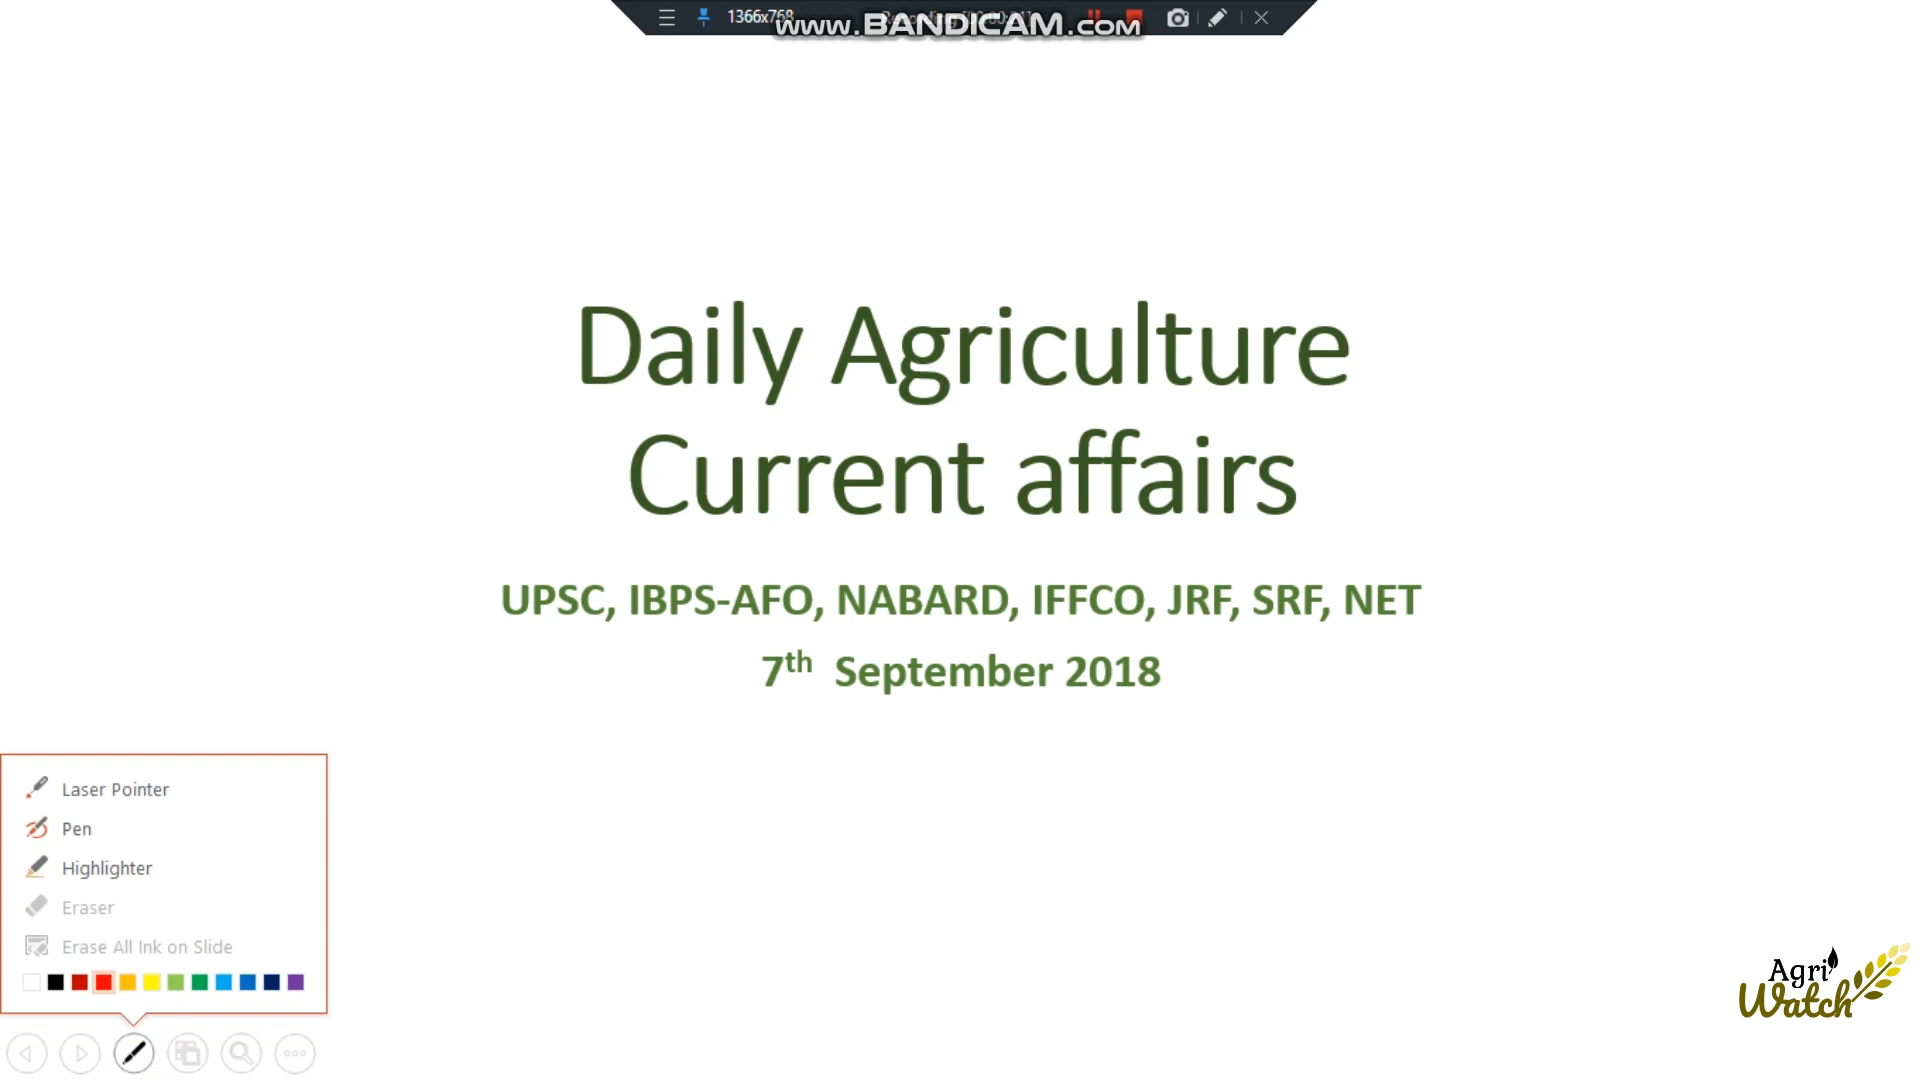 1366x768
www.BANDICAM.com
Daily Agriculture
Current affairs
UPSC, IBPS-AFO, NABARD, IFFCO, JRF, SRF, NET
7th September 2018
Laser Pointer
Pen
Highlighter
Eraser
Erase All Ink on Slide
Agri
Watch